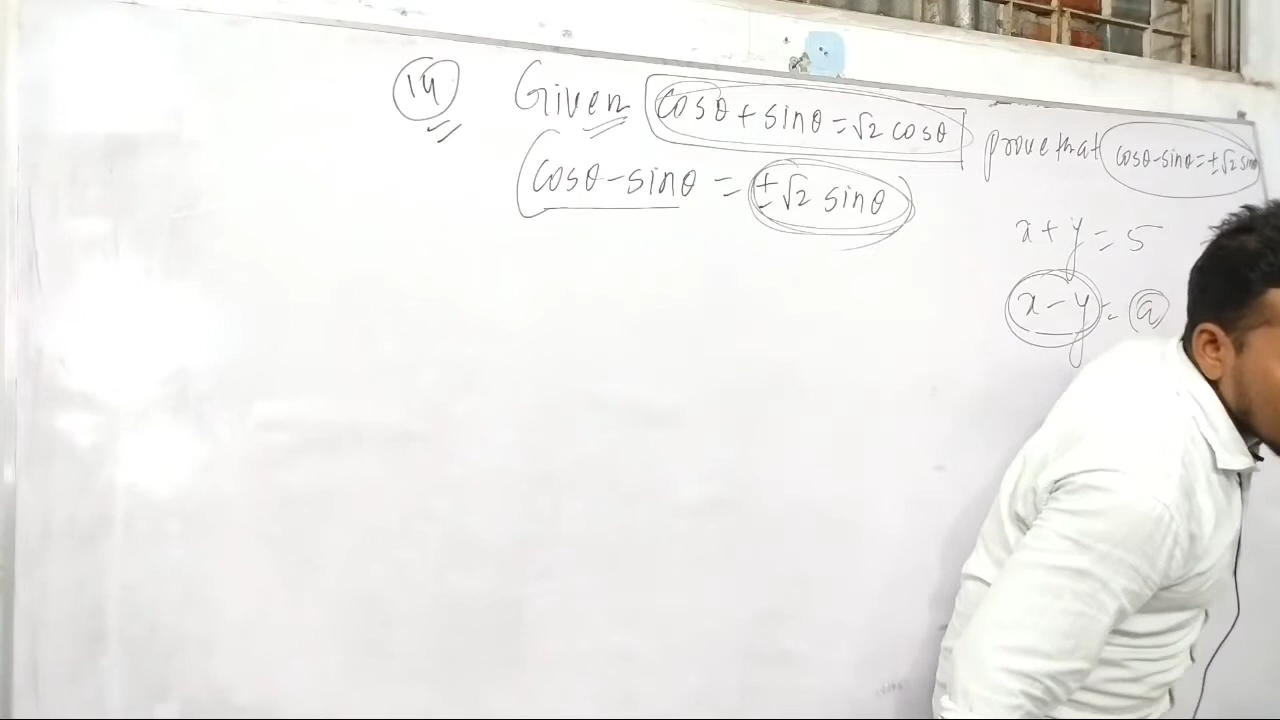 14 Given cosθ + sinθ = √2 cosθ prove that cosθ-sinθ=±√2 sinθ
cosθ - sinθ = ±√2 sinθ
x + y = 5
x - y = a